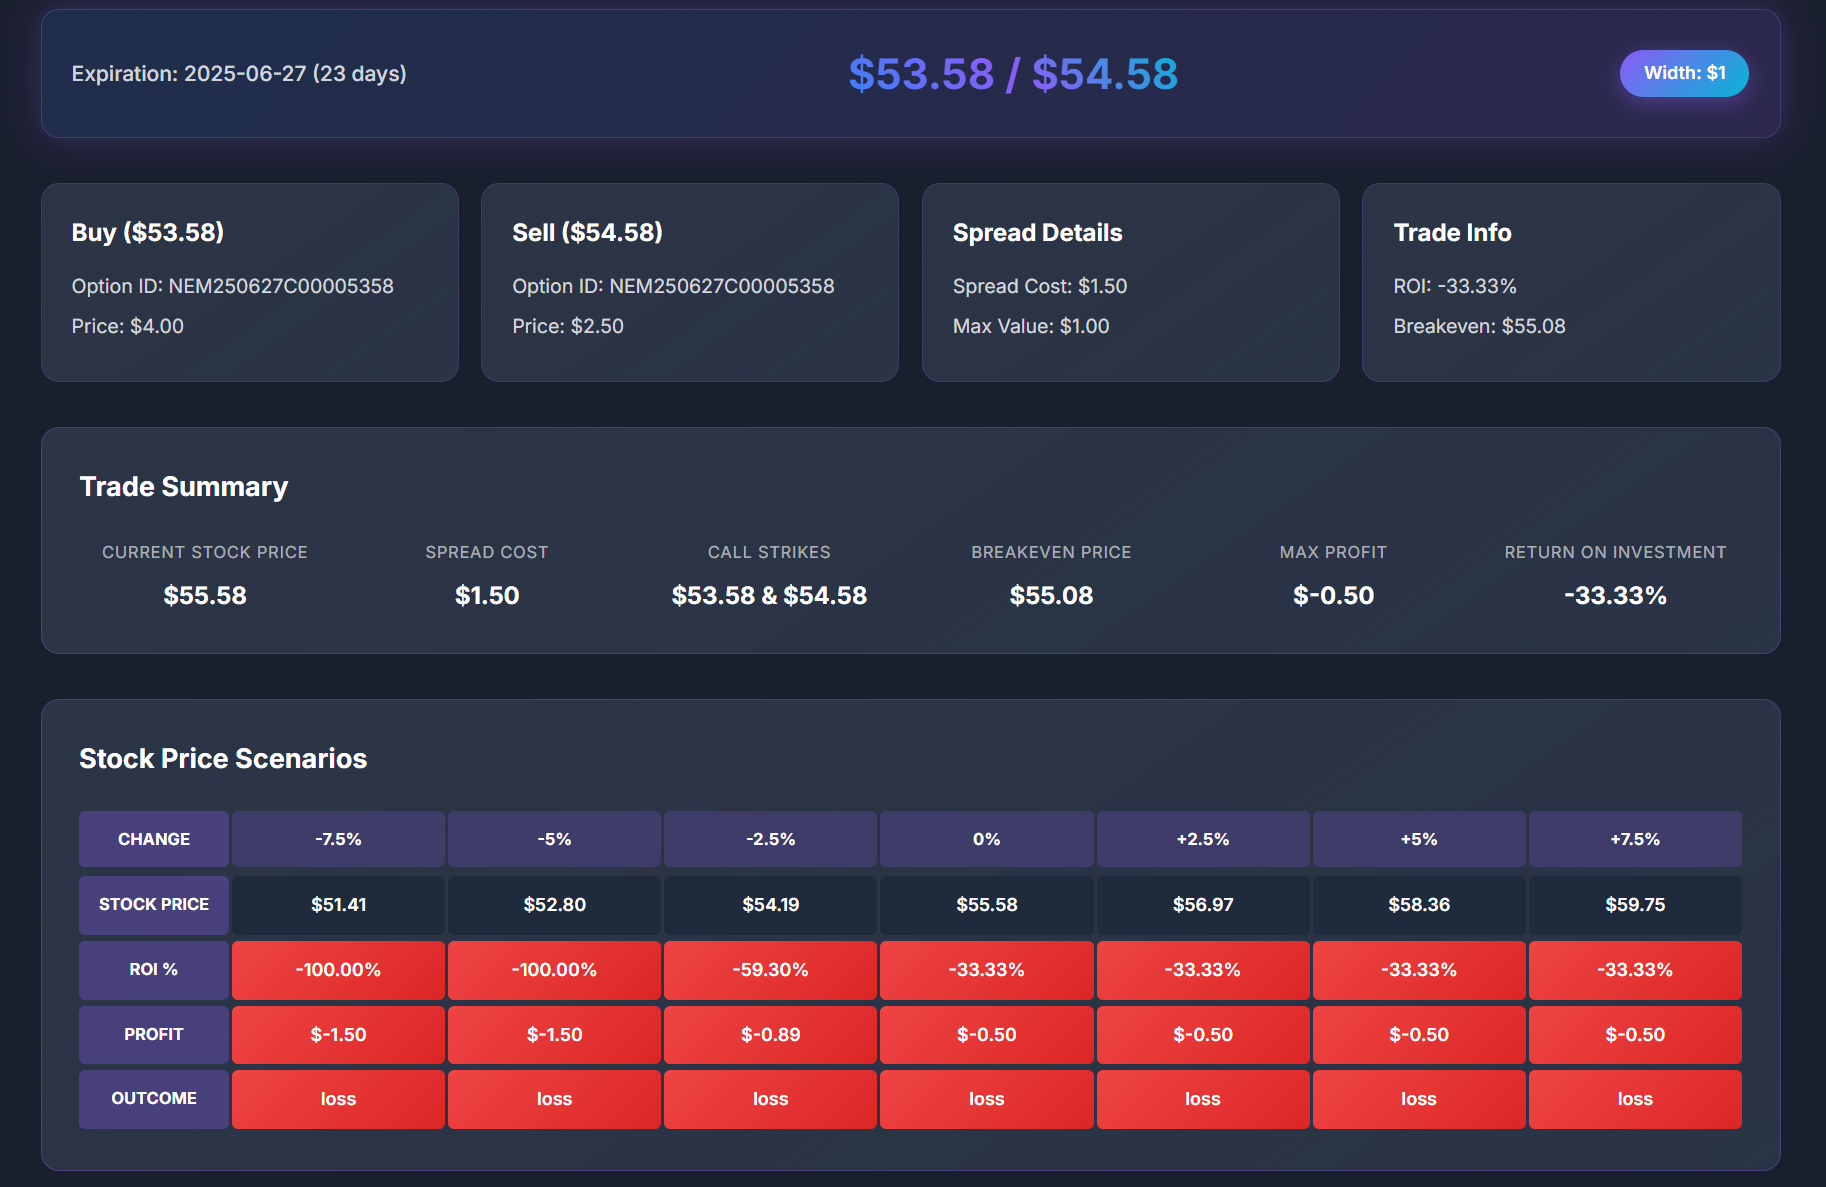 Expiration: 2025-06-27 (23 days)
$53.58 / $54.58
Width: $1
Buy ($53.58)
Option ID: NEM250627C00005358
Price: $4.00
Sell ($54.58)
Option ID: NEM250627C00005358
Price: $2.50
Spread Details
Spread Cost: $1.50
Max Value: $1.00
Trade Info
ROI: -33.33%
Breakeven: $55.08
Trade Summary
CURRENT STOCK PRICE
$55.58
SPREAD COST
$1.50
CALL STRIKES
$53.58 & $54.58
BREAKEVEN PRICE
$55.08
MAX PROFIT
$-0.50
RETURN ON INVESTMENT
-33.33%
Stock Price Scenarios
CHANGE -7.5% -5% -2.5% 0% +2.5% +5% +7.5%
STOCK PRICE $51.41 $52.80 $54.19 $55.58 $56.97 $58.36 $59.75
ROI % -100.00% -100.00% -59.30% -33.33% -33.33% -33.33% -33.33%
PROFIT $-1.50 $-1.50 $-0.89 $-0.50 $-0.50 $-0.50 $-0.50
OUTCOME loss loss loss loss loss loss loss